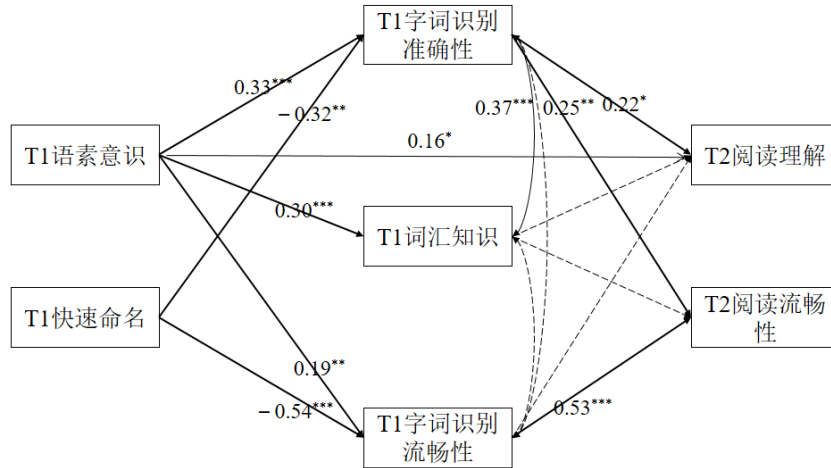 T1字词识别
准确性
0.33***
−0.32**
0.37***
0.25**
0.22*
T1语素意识
0.16*
T2阅读理解
0.30***
T1词汇知识
T1快速命名
T2阅读流畅
性
0.19**
−0.54***
0.53***
T1字词识别
流畅性